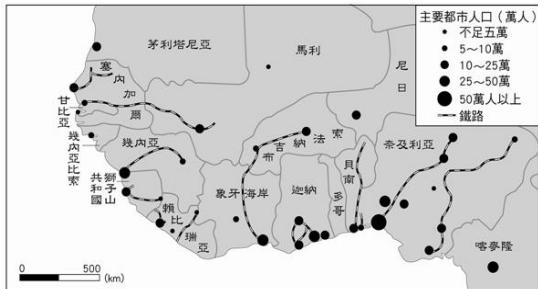 主要都市人口（萬人）
不足五萬
5～10萬
10～25萬
25～50萬
50萬人以上
鐵路
茅利塔尼亞
馬利
尼日
塞內加爾
甘比亞
幾內亞比索
幾內亞
獅子山
共和國
賴比瑞亞
象牙海岸
布吉納法索
迦納
多哥
貝南
奈及利亞
喀麥隆
0 500
(km)